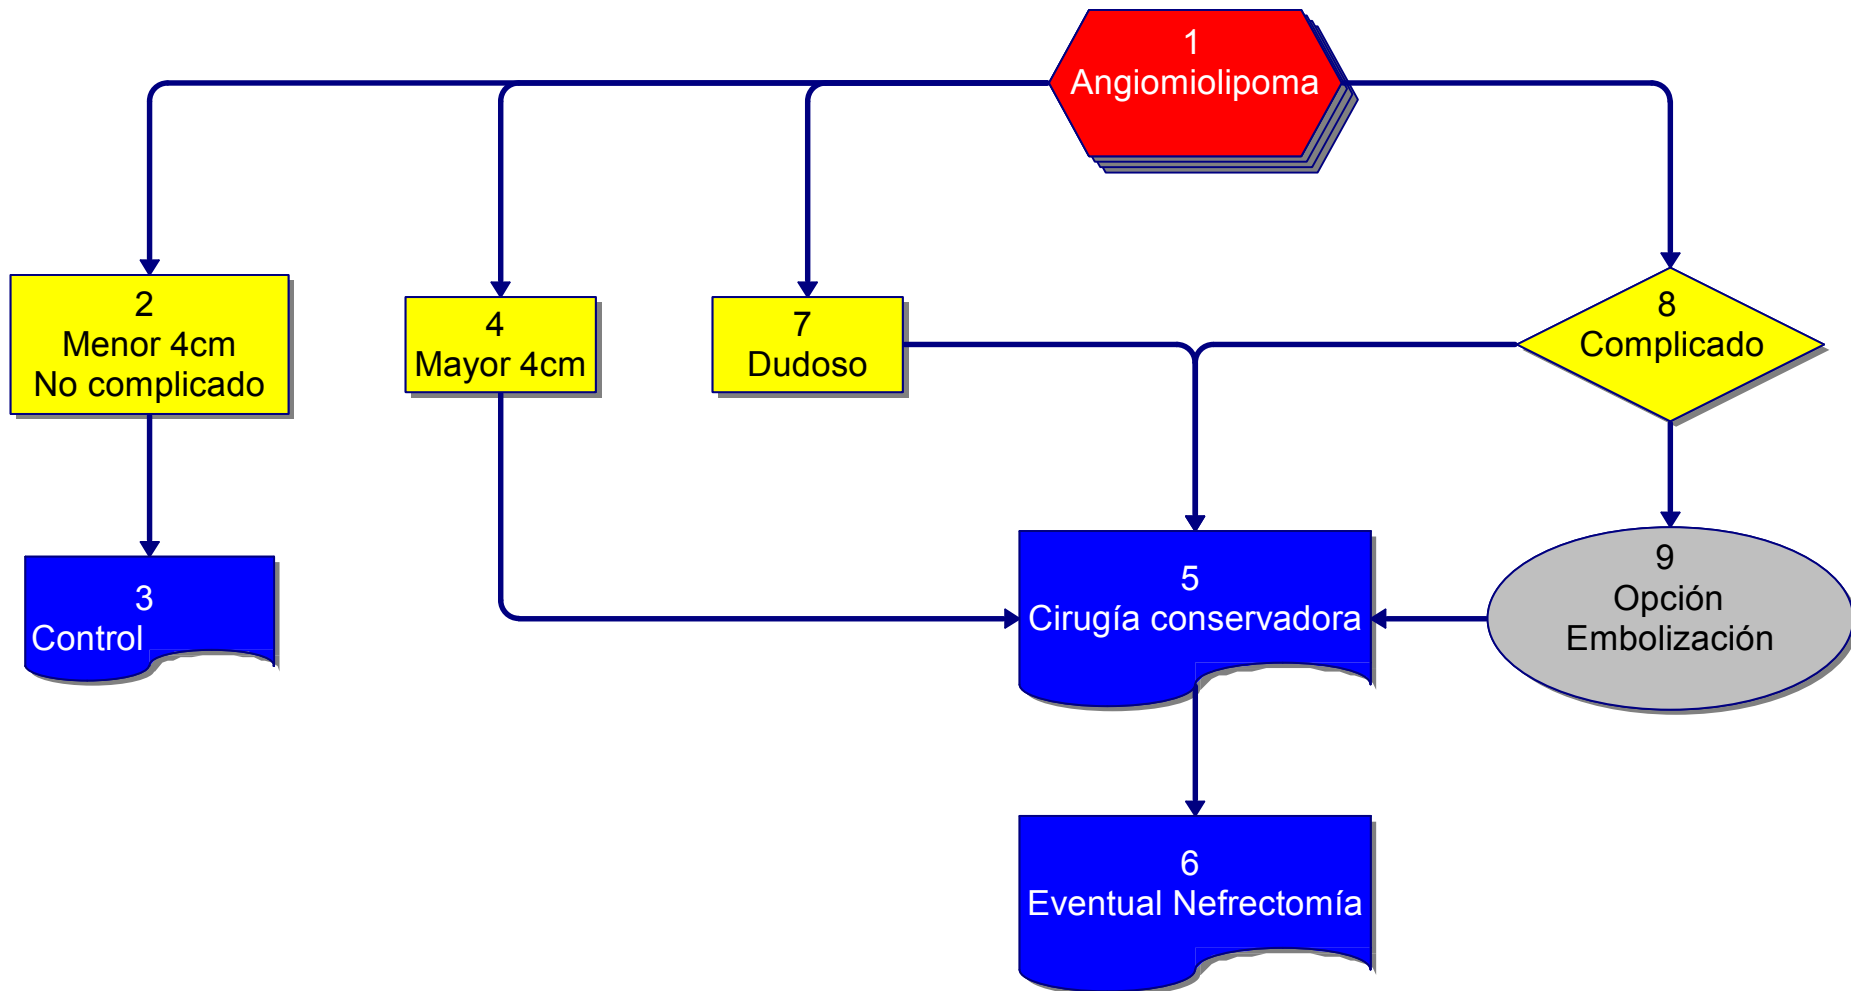 1
Angiomiolipoma
2
Menor 4cm
No complicado
4
Mayor 4cm
7
Dudoso
8
Complicado
3
Control
5
Cirugía conservadora
9
Opción
Embolización
6
Eventual Nefrectomía